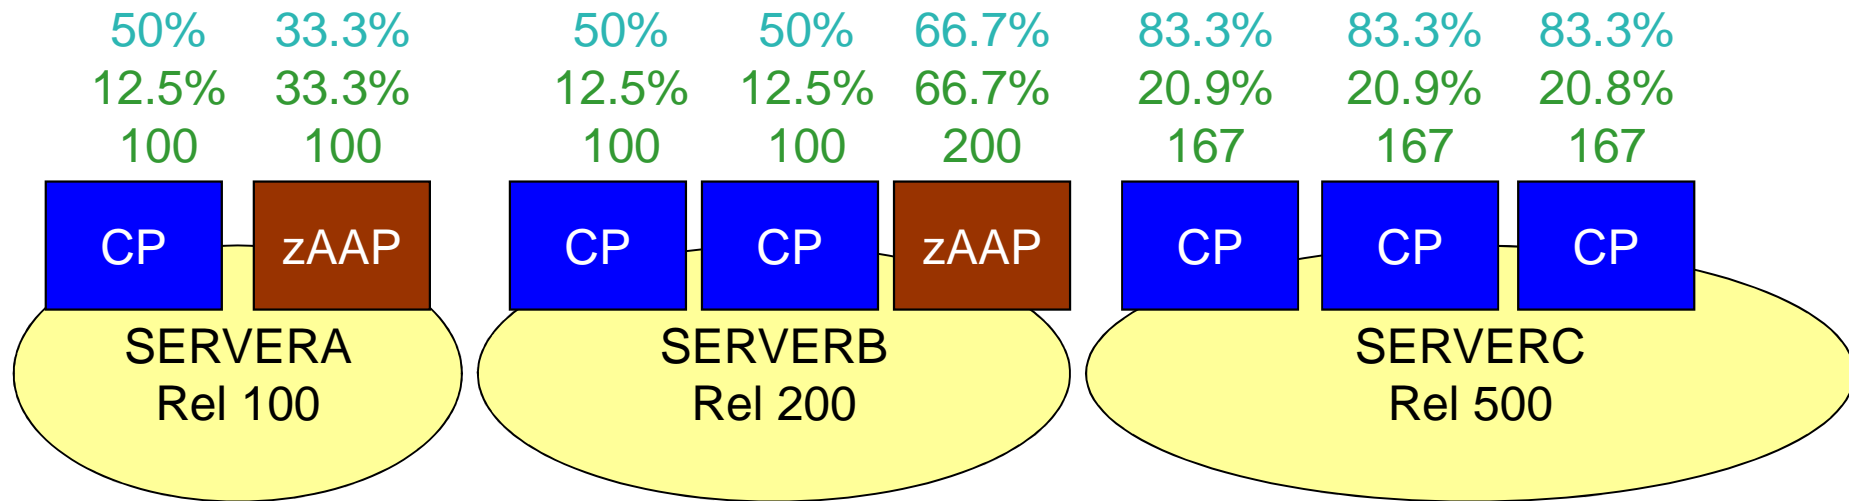 50% 33.3% 50% 50% 66.7% 83.3% 83.3% 83.3%
12.5% 33.3% 12.5% 12.5% 66.7% 20.9% 20.9% 20.8%
100 100 100 100 200 167 167 167
CP zAAP CP CP zAAP CP CP CP
SERVERA SERVERB SERVERC
Rel 100 Rel 200 Rel 500